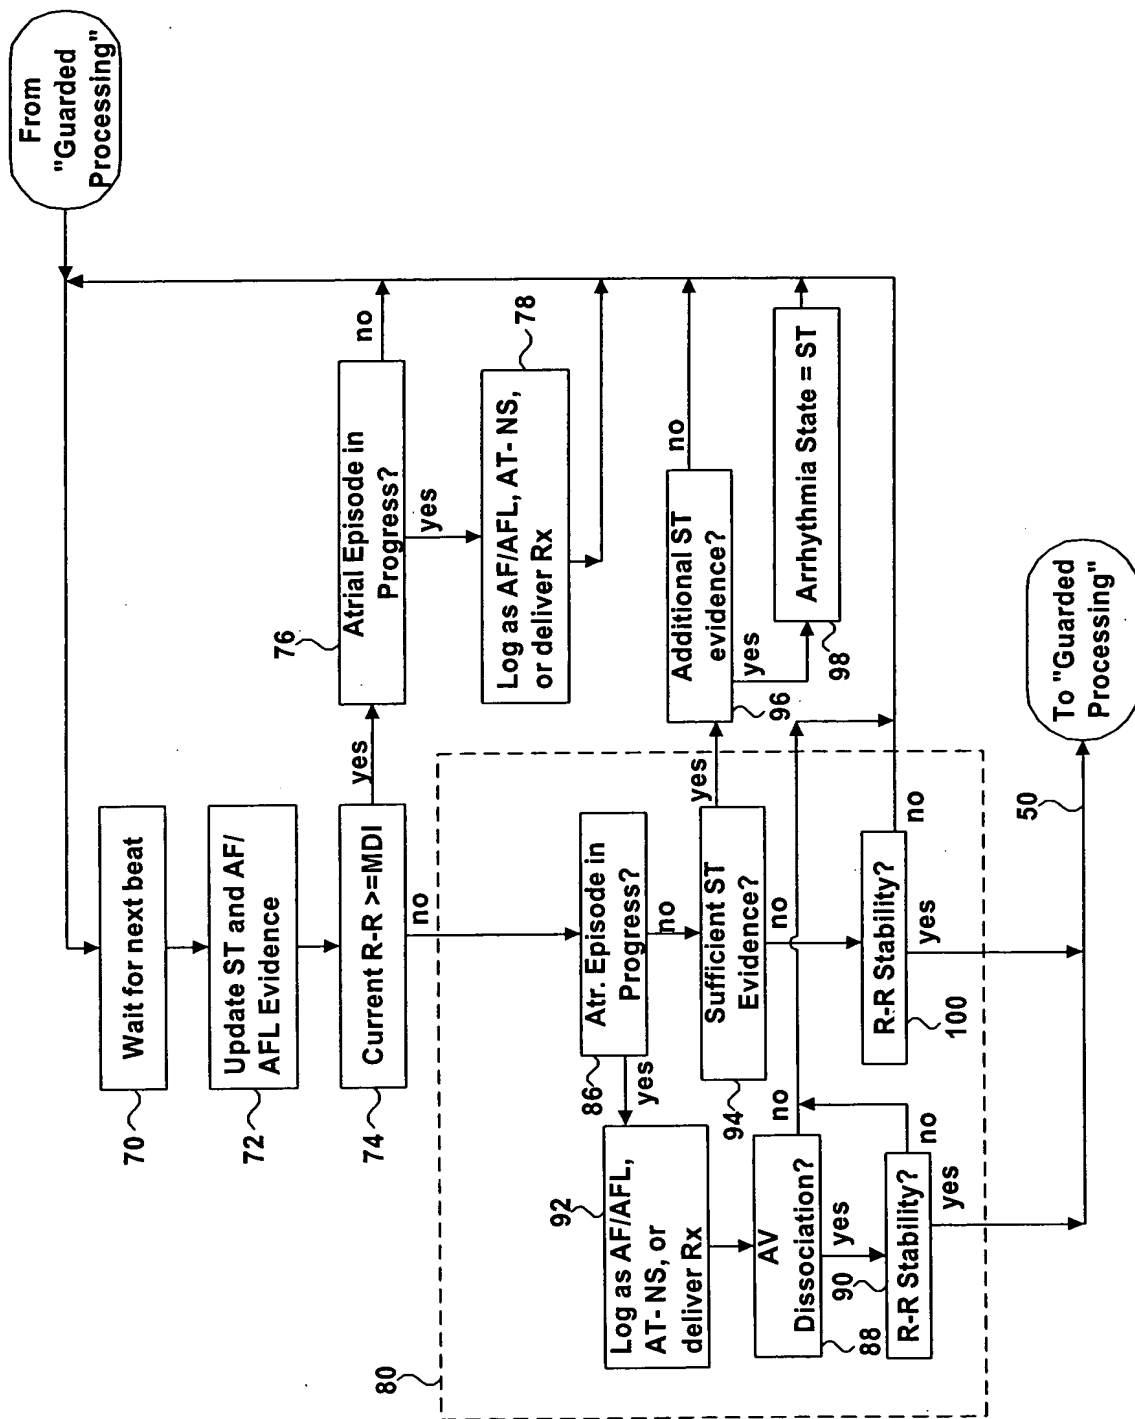 From
"Guarded
Processing"
Wait for next beat
70
Update ST and AF/
AFL Evidence
72
Current R-R >=MDI
74
yes
no
Atrial Episode in
Progress?
76
no
yes
Log as AF/AFL, AT- NS,
or deliver Rx
78
80
Atr. Episode in
Progress?
86
yes
no
Log as AF/AFL,
AT- NS, or
deliver Rx
92
Sufficient ST
Evidence?
94
yes
no
Additional ST
evidence?
96
no
yes
Arrhythmia State = ST
98
AV
Dissociation?
88
no
yes
R-R Stability?
90
no
yes
R-R Stability?
100
no
yes
50
To "Guarded
Processing"